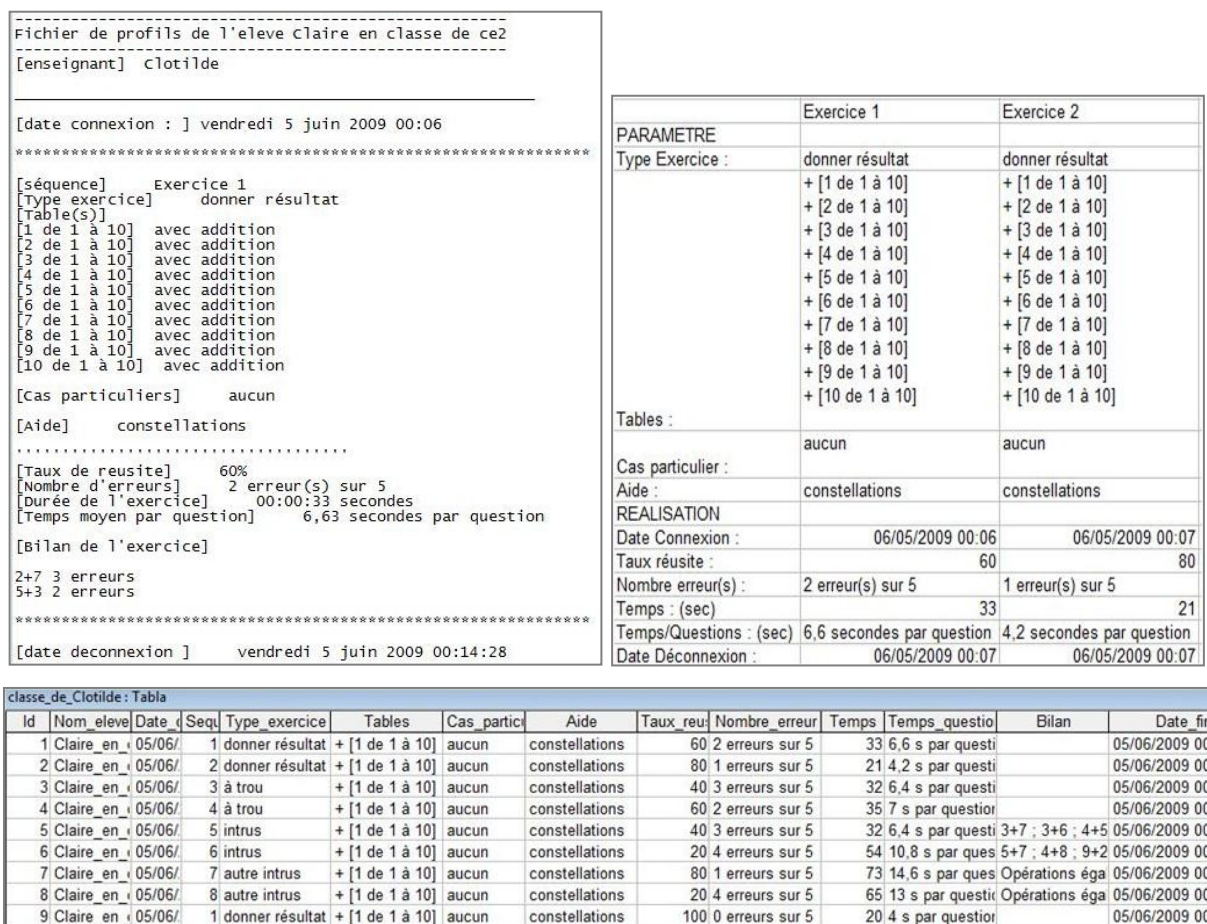 Fichier de profils de l'eleve Claire en classe de ce2
[enseignant] Clotilde
[date connexion : ] vendredi 5 juin 2009 00:06
************************************************************
[séquence] Exercice 1
[Type exercice] donner résultat
[Table(s)]
[1 de 1 à 10] avec addition
[2 de 1 à 10] avec addition
[3 de 1 à 10] avec addition
[4 de 1 à 10] avec addition
[5 de 1 à 10] avec addition
[6 de 1 à 10] avec addition
[7 de 1 à 10] avec addition
[8 de 1 à 10] avec addition
[9 de 1 à 10] avec addition
[10 de 1 à 10] avec addition
[Cas particuliers] aucun
[Aide] constellations
[Taux de reusite] 60%
[Nombre d'erreurs] 2 erreur(s) sur 5
[Durée de l'exercice] 00:00:33 secondes
[Temps moyen par question] 6,63 secondes par question
[Bilan de l'exercice]
2+7 3 erreurs
5+3 2 erreurs
************************************************************
[date deconnexion ] vendredi 5 juin 2009 00:14:28
Exercice 1 Exercice 2
PARAMETRE
Type Exercice : donner résultat donner résultat
+ [1 de 1 à 10] + [1 de 1 à 10]
+ [2 de 1 à 10] + [2 de 1 à 10]
+ [3 de 1 à 10] + [3 de 1 à 10]
+ [4 de 1 à 10] + [4 de 1 à 10]
+ [5 de 1 à 10] + [5 de 1 à 10]
+ [6 de 1 à 10] + [6 de 1 à 10]
+ [7 de 1 à 10] + [7 de 1 à 10]
+ [8 de 1 à 10] + [8 de 1 à 10]
+ [9 de 1 à 10] + [9 de 1 à 10]
+ [10 de 1 à 10] + [10 de 1 à 10]
Tables :
aucun aucun
Cas particulier :
Aide : constellations constellations
REALISATION
Date Connexion : 06/05/2009 00:06 06/05/2009 00:07
Taux réusite : 60 80
Nombre erreur(s) : 2 erreur(s) sur 5 1 erreur(s) sur 5
Temps : (sec) 33 21
Temps/Questions : (sec) 6,6 secondes par question 4,2 secondes par question
Date Déconnexion : 06/05/2009 00:07 06/05/2009 00:07
classe_de_Clotilde : Tabla
Id Nom_eleve Date_ Sequ Type_exercice Tables Cas_partic Aide Taux_reu Nombre_erreur Temps Temps_questio Bilan Date_fin
1 Claire_en_ 05/06/ 1 donner résultat + [1 de 1 à 10] aucun constellations 60 2 erreurs sur 5 33 6,6 s par questi 05/06/2009 00
2 Claire_en_ 05/06/ 2 donner résultat + [1 de 1 à 10] aucun constellations 80 1 erreurs sur 5 21 4,2 s par questi 05/06/2009 00
3 Claire_en_ 05/06/ 3 à trou + [1 de 1 à 10] aucun constellations 40 3 erreurs sur 5 32 6,4 s par questi 05/06/2009 00
4 Claire_en_ 05/06/ 4 à trou + [1 de 1 à 10] aucun constellations 60 2 erreurs sur 5 35 7 s par question 05/06/2009 00
5 Claire_en_ 05/06/ 5 intrus + [1 de 1 à 10] aucun constellations 40 3 erreurs sur 5 32 6,4 s par questi 3+7 ; 3+6 ; 4+5 05/06/2009 00
6 Claire_en_ 05/06/ 6 intrus + [1 de 1 à 10] aucun constellations 20 4 erreurs sur 5 54 10,8 s par ques 5+7 ; 4+8 ; 9+2 05/06/2009 00
7 Claire_en_ 05/06/ 7 autre intrus + [1 de 1 à 10] aucun constellations 80 1 erreurs sur 5 73 14,6 s par ques Opérations éga 05/06/2009 00
8 Claire_en_ 05/06/ 8 autre intrus + [1 de 1 à 10] aucun constellations 20 4 erreurs sur 5 65 13 s par questio Opérations éga 05/06/2009 00
9 Claire_en_ 05/06/ 1 donner résultat + [1 de 1 à 10] aucun constellations 100 0 erreurs sur 5 20 4 s par question 05/06/2009 00